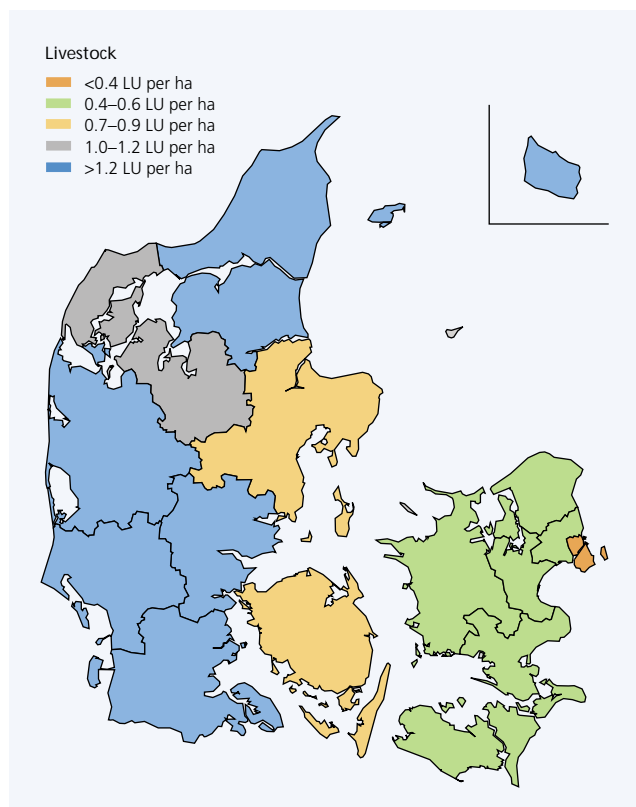 Livestock
<0.4 LU per ha
0.4–0.6 LU per ha
0.7–0.9 LU per ha
1.0–1.2 LU per ha
>1.2 LU per ha